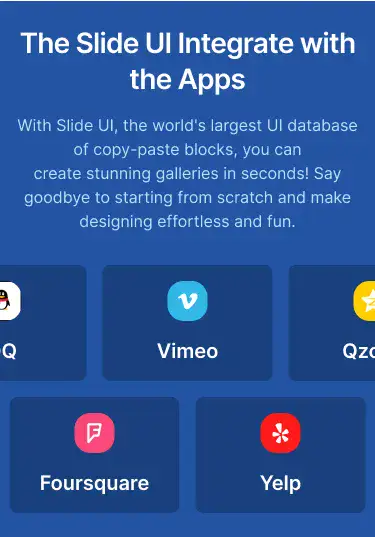 The Slide UI Integrate with
the Apps
With Slide UI, the world's largest UI database
of copy-paste blocks, you can
create stunning galleries in seconds! Say
goodbye to starting from scratch and make
designing effortless and fun.
Vimeo
Foursquare
Yelp